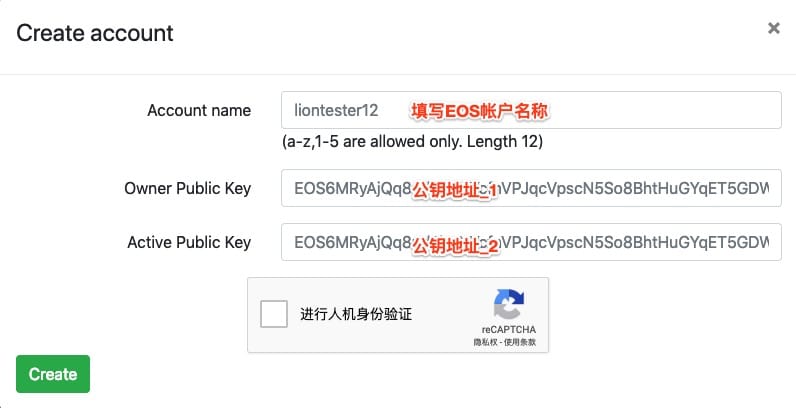 Create account
×
Account name
liontester12 填写EOS帐户名称
(a-z,1-5 are allowed only. Length 12)
Owner Public Key
EOS6MRyAjQq8 公钥地址_1 VPJqcVpscN5So8BhtHuGYqET5GDW
Active Public Key
EOS6MRyAjQq8 公钥地址_2 VPJqcVpscN5So8BhtHuGYqET5GDW
进行人机身份验证
reCAPTCHA
隐私权 - 使用条款
Create